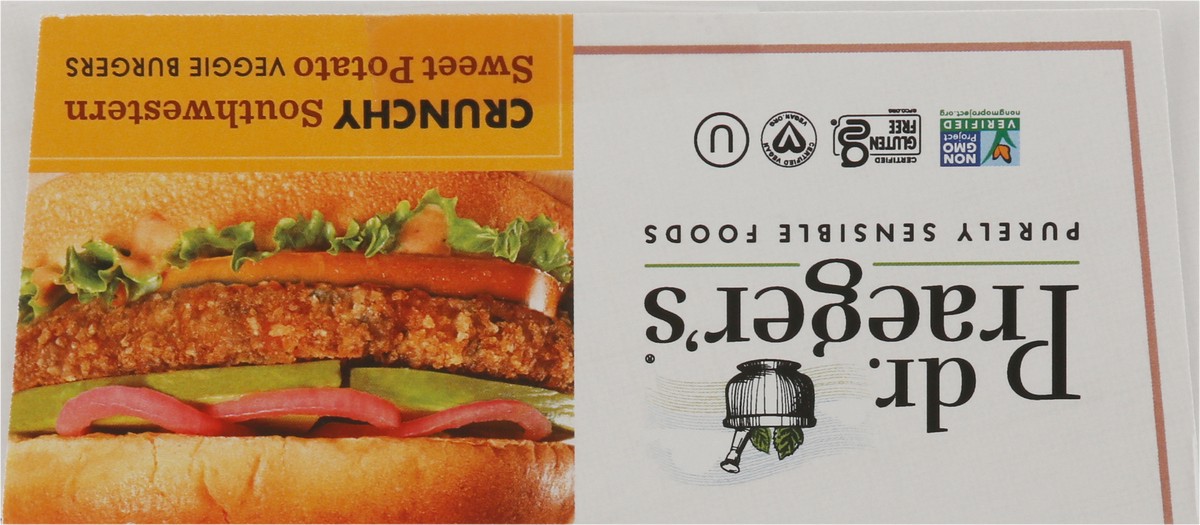 dr.
Praeger's®
PURELY SENSIBLE FOODS
NON
GMO
Project
VERIFIED
nongmoproject.org
CERTIFIED
GLUTEN
FREE
GFCO.ORG
CERTIFIED VEGAN
VEGAN.ORG
U
CRUNCHY Southwestern
Sweet Potato VEGGIE BURGERS